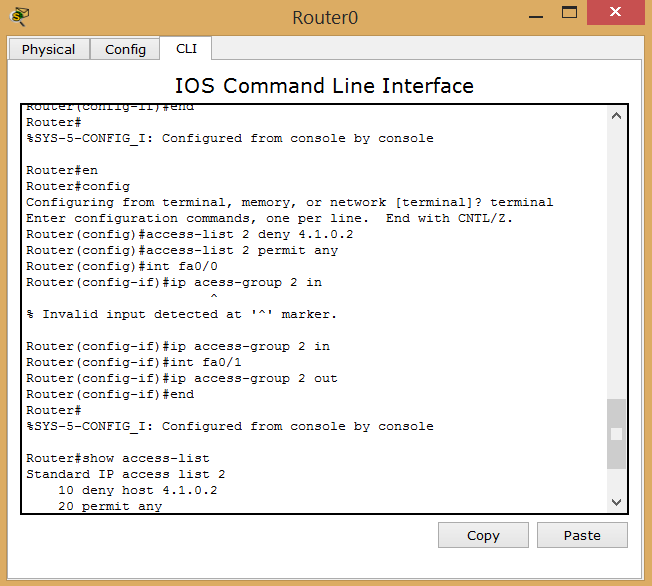 Router0
Physical
Config
CLI
IOS Command Line Interface
Router(config-if)#end
Router#
%SYS-5-CONFIG_I: Configured from console by console
Router#en
Router#config
Configuring from terminal, memory, or network [terminal]? terminal
Enter configuration commands, one per line.  End with CNTL/Z.
Router(config)#access-list 2 deny 4.1.0.2
Router(config)#access-list 2 permit any
Router(config)#int fa0/0
Router(config-if)#ip acess-group 2 in
^
% Invalid input detected at '^' marker.
Router(config-if)#ip access-group 2 in
Router(config-if)#int fa0/1
Router(config-if)#ip access-group 2 out
Router(config-if)#end
Router#
%SYS-5-CONFIG_I: Configured from console by console
Router#show access-list
Standard IP access list 2
10 deny host 4.1.0.2
20 permit any
Copy
Paste